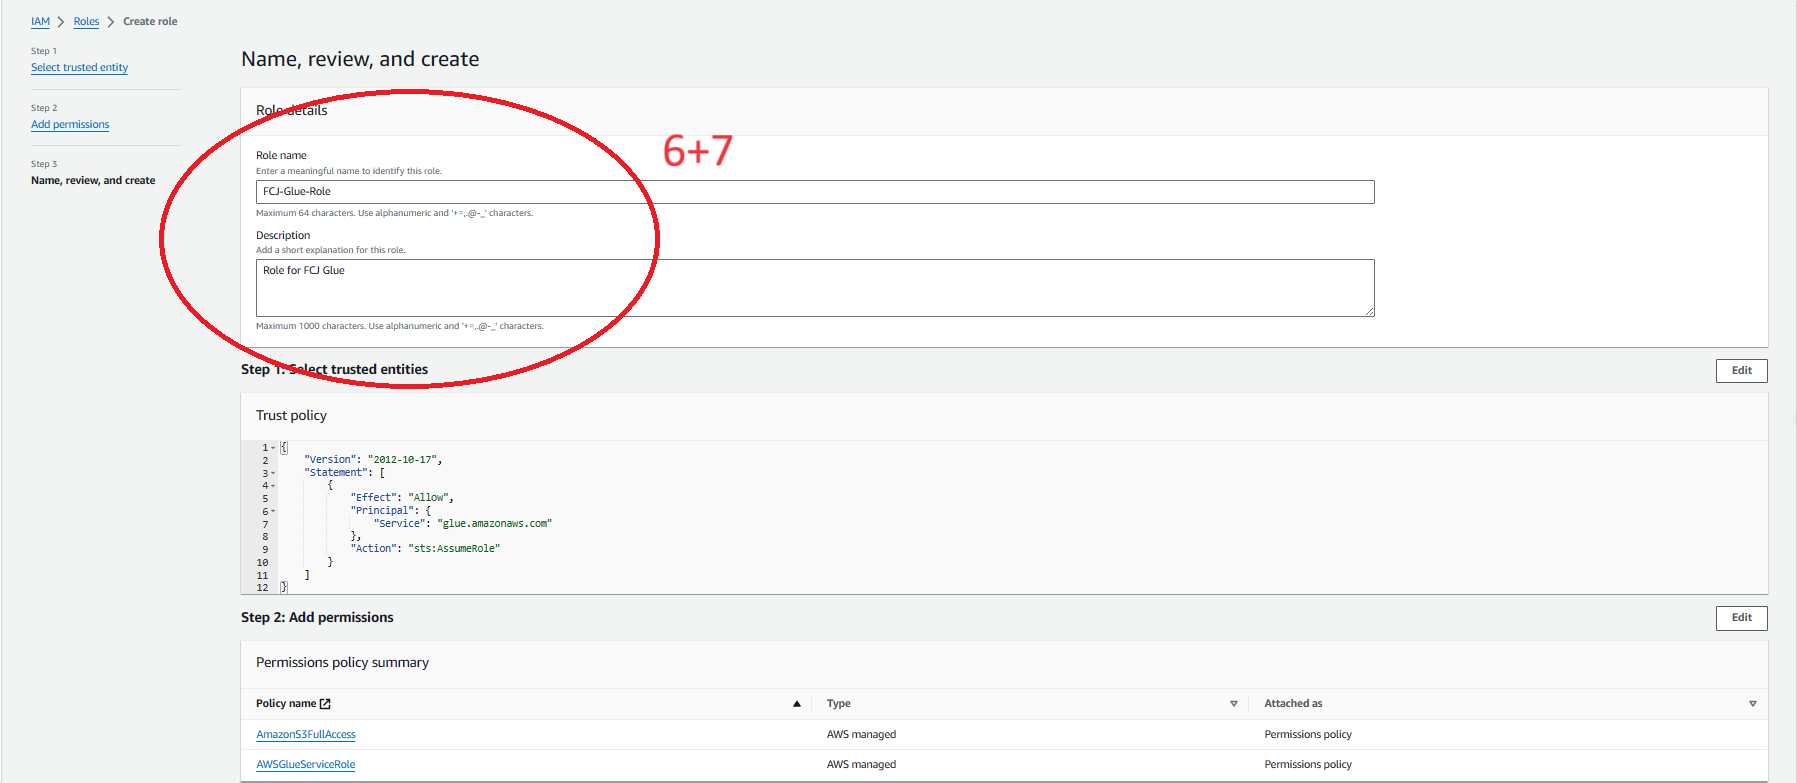 IAM > Roles > Create role
Step 1
Select trusted entity
Step 2
Add permissions
Step 3
Name, review, and create
Name, review, and create
Role details
6+7
Role name
Enter a meaningful name to identify this role.
FCJ-Glue-Role
Maximum 64 characters. Use alphanumeric and '+=,.@-_' characters.
Description
Add a short explanation for this role.
Role for FCJ Glue
Maximum 1000 characters. Use alphanumeric and '+=,.@-_' characters.
Step 1: Select trusted entities
Edit
Trust policy
1 {
2 "Version": "2012-10-17",
3 "Statement": [
4 {
5 "Effect": "Allow",
6 "Principal": {
7 "Service": "glue.amazonaws.com"
8 },
9 "Action": "sts:AssumeRole"
10 }
11 ]
12 }
Step 2: Add permissions
Edit
Permissions policy summary
Policy name Type Attached as
AmazonS3FullAccess AWS managed Permissions policy
AWSGlueServiceRole AWS managed Permissions policy